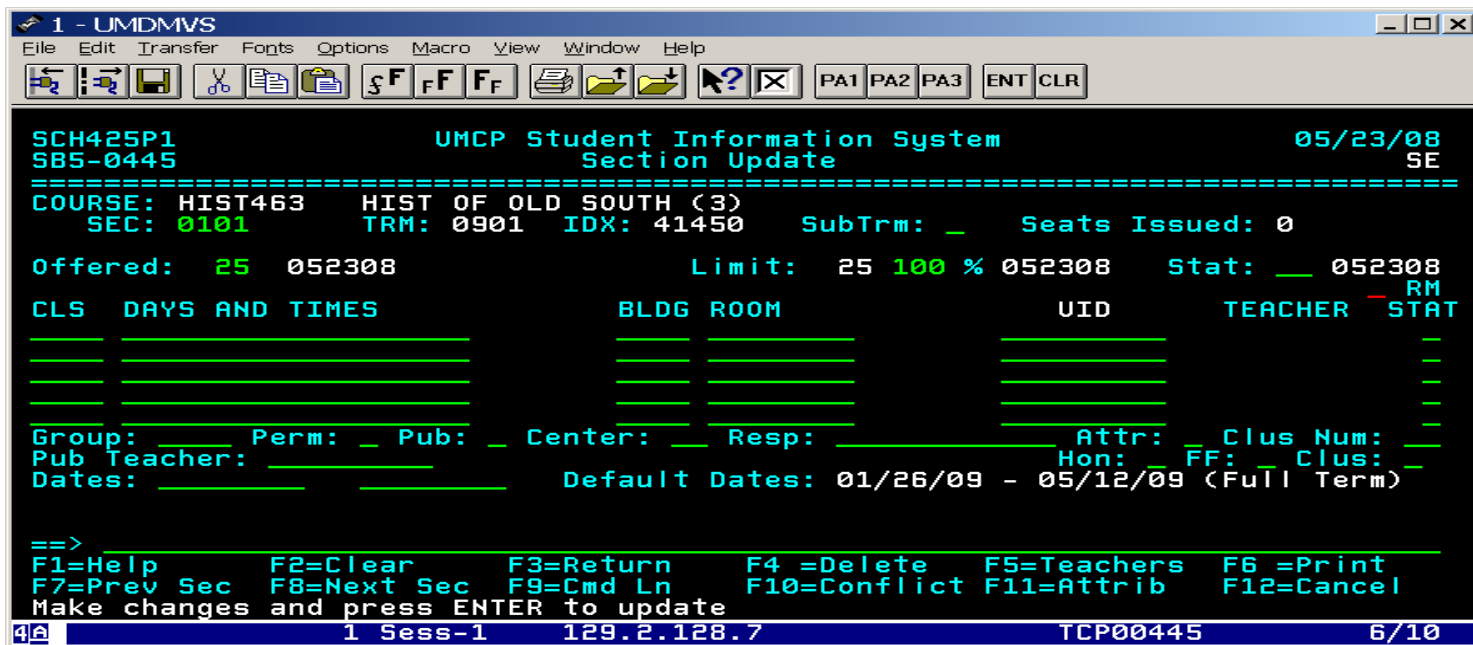 1 - UMDMVS
File Edit Transfer Fonts Options Macro View Window Help
PA1 PA2 PA3 ENT CLR
SCH425P1 UMCP Student Information System 05/23/08
SB5-0445 Section Update SE
================================================================================
COURSE: HIST463 HIST OF OLD SOUTH (3)
SEC: 0101 TRM: 0901 IDX: 41450 SubTrm: _ Seats Issued: 0
Offered: 25 052308 Limit: 25 100 % 052308 Stat: __ 052308
_ RM
CLS DAYS AND TIMES BLDG ROOM UID TEACHER STAT
Group: ____ Perm: _ Pub: _ Center: __ Resp: ____________ Attr: _ Clus Num: __
Pub Teacher: _________ Hon: _ FF: _ Clus: _
Dates: ________ ________ Default Dates: 01/26/09 - 05/12/09 (Full Term)
==>
F1=Help F2=Clear F3=Return F4 =Delete F5=Teachers F6 =Print
F7=Prev Sec F8=Next Sec F9=Cmd Ln F10=Conflict F11=Attrib F12=Cancel
Make changes and press ENTER to update
4A 1 Sess-1 129.2.128.7 TCP00445 6/10